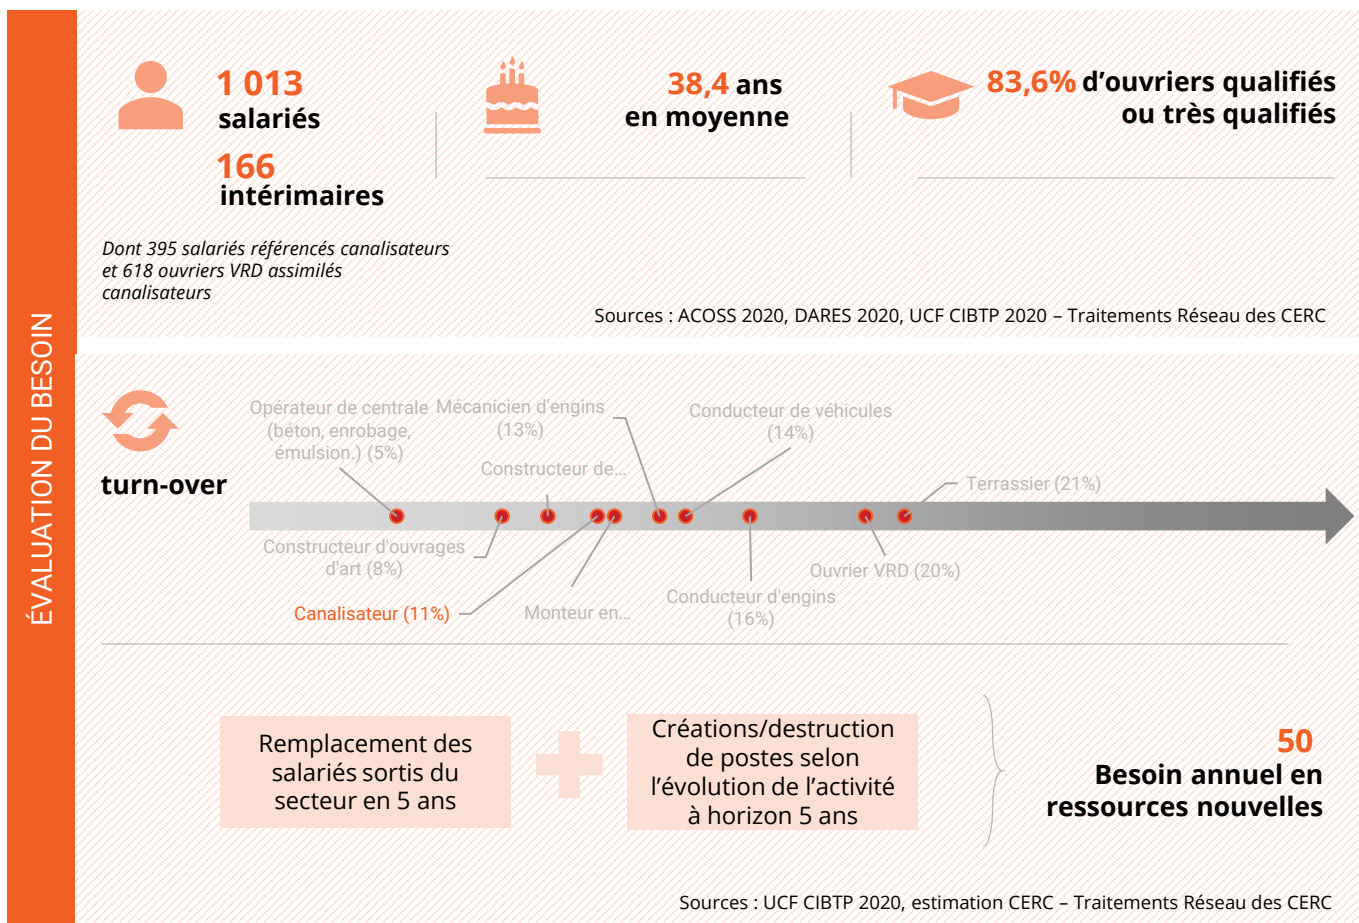 ÉVALUATION DU BESOIN
1 013
salariés
166
intérimaires
Dont 395 salariés référencés canalisateurs
et 618 ouvriers VRD assimilés
canalisateurs
38,4 ans
en moyenne
83,6% d'ouvriers qualifiés
ou très qualifiés
Sources : ACOSS 2020, DARES 2020, UCF CIBTP 2020 – Traitements Réseau des CERC
turn-over
Opérateur de centrale
(béton, enrobage,
émulsion.) (5%)
Mécanicien d'engins
(13%)
Constructeur de…
Conducteur de véhicules
(14%)
Terrassier (21%)
Constructeur d'ouvrages
d'art (8%)
Canalisateur (11%)
Monteur en…
Conducteur d'engins
(16%)
Ouvrier VRD (20%)
Remplacement des
salariés sortis du
secteur en 5 ans
Créations/destruction
de postes selon
l'évolution de l'activité
à horizon 5 ans
50
Besoin annuel en
ressources nouvelles
Sources : UCF CIBTP 2020, estimation CERC – Traitements Réseau des CERC